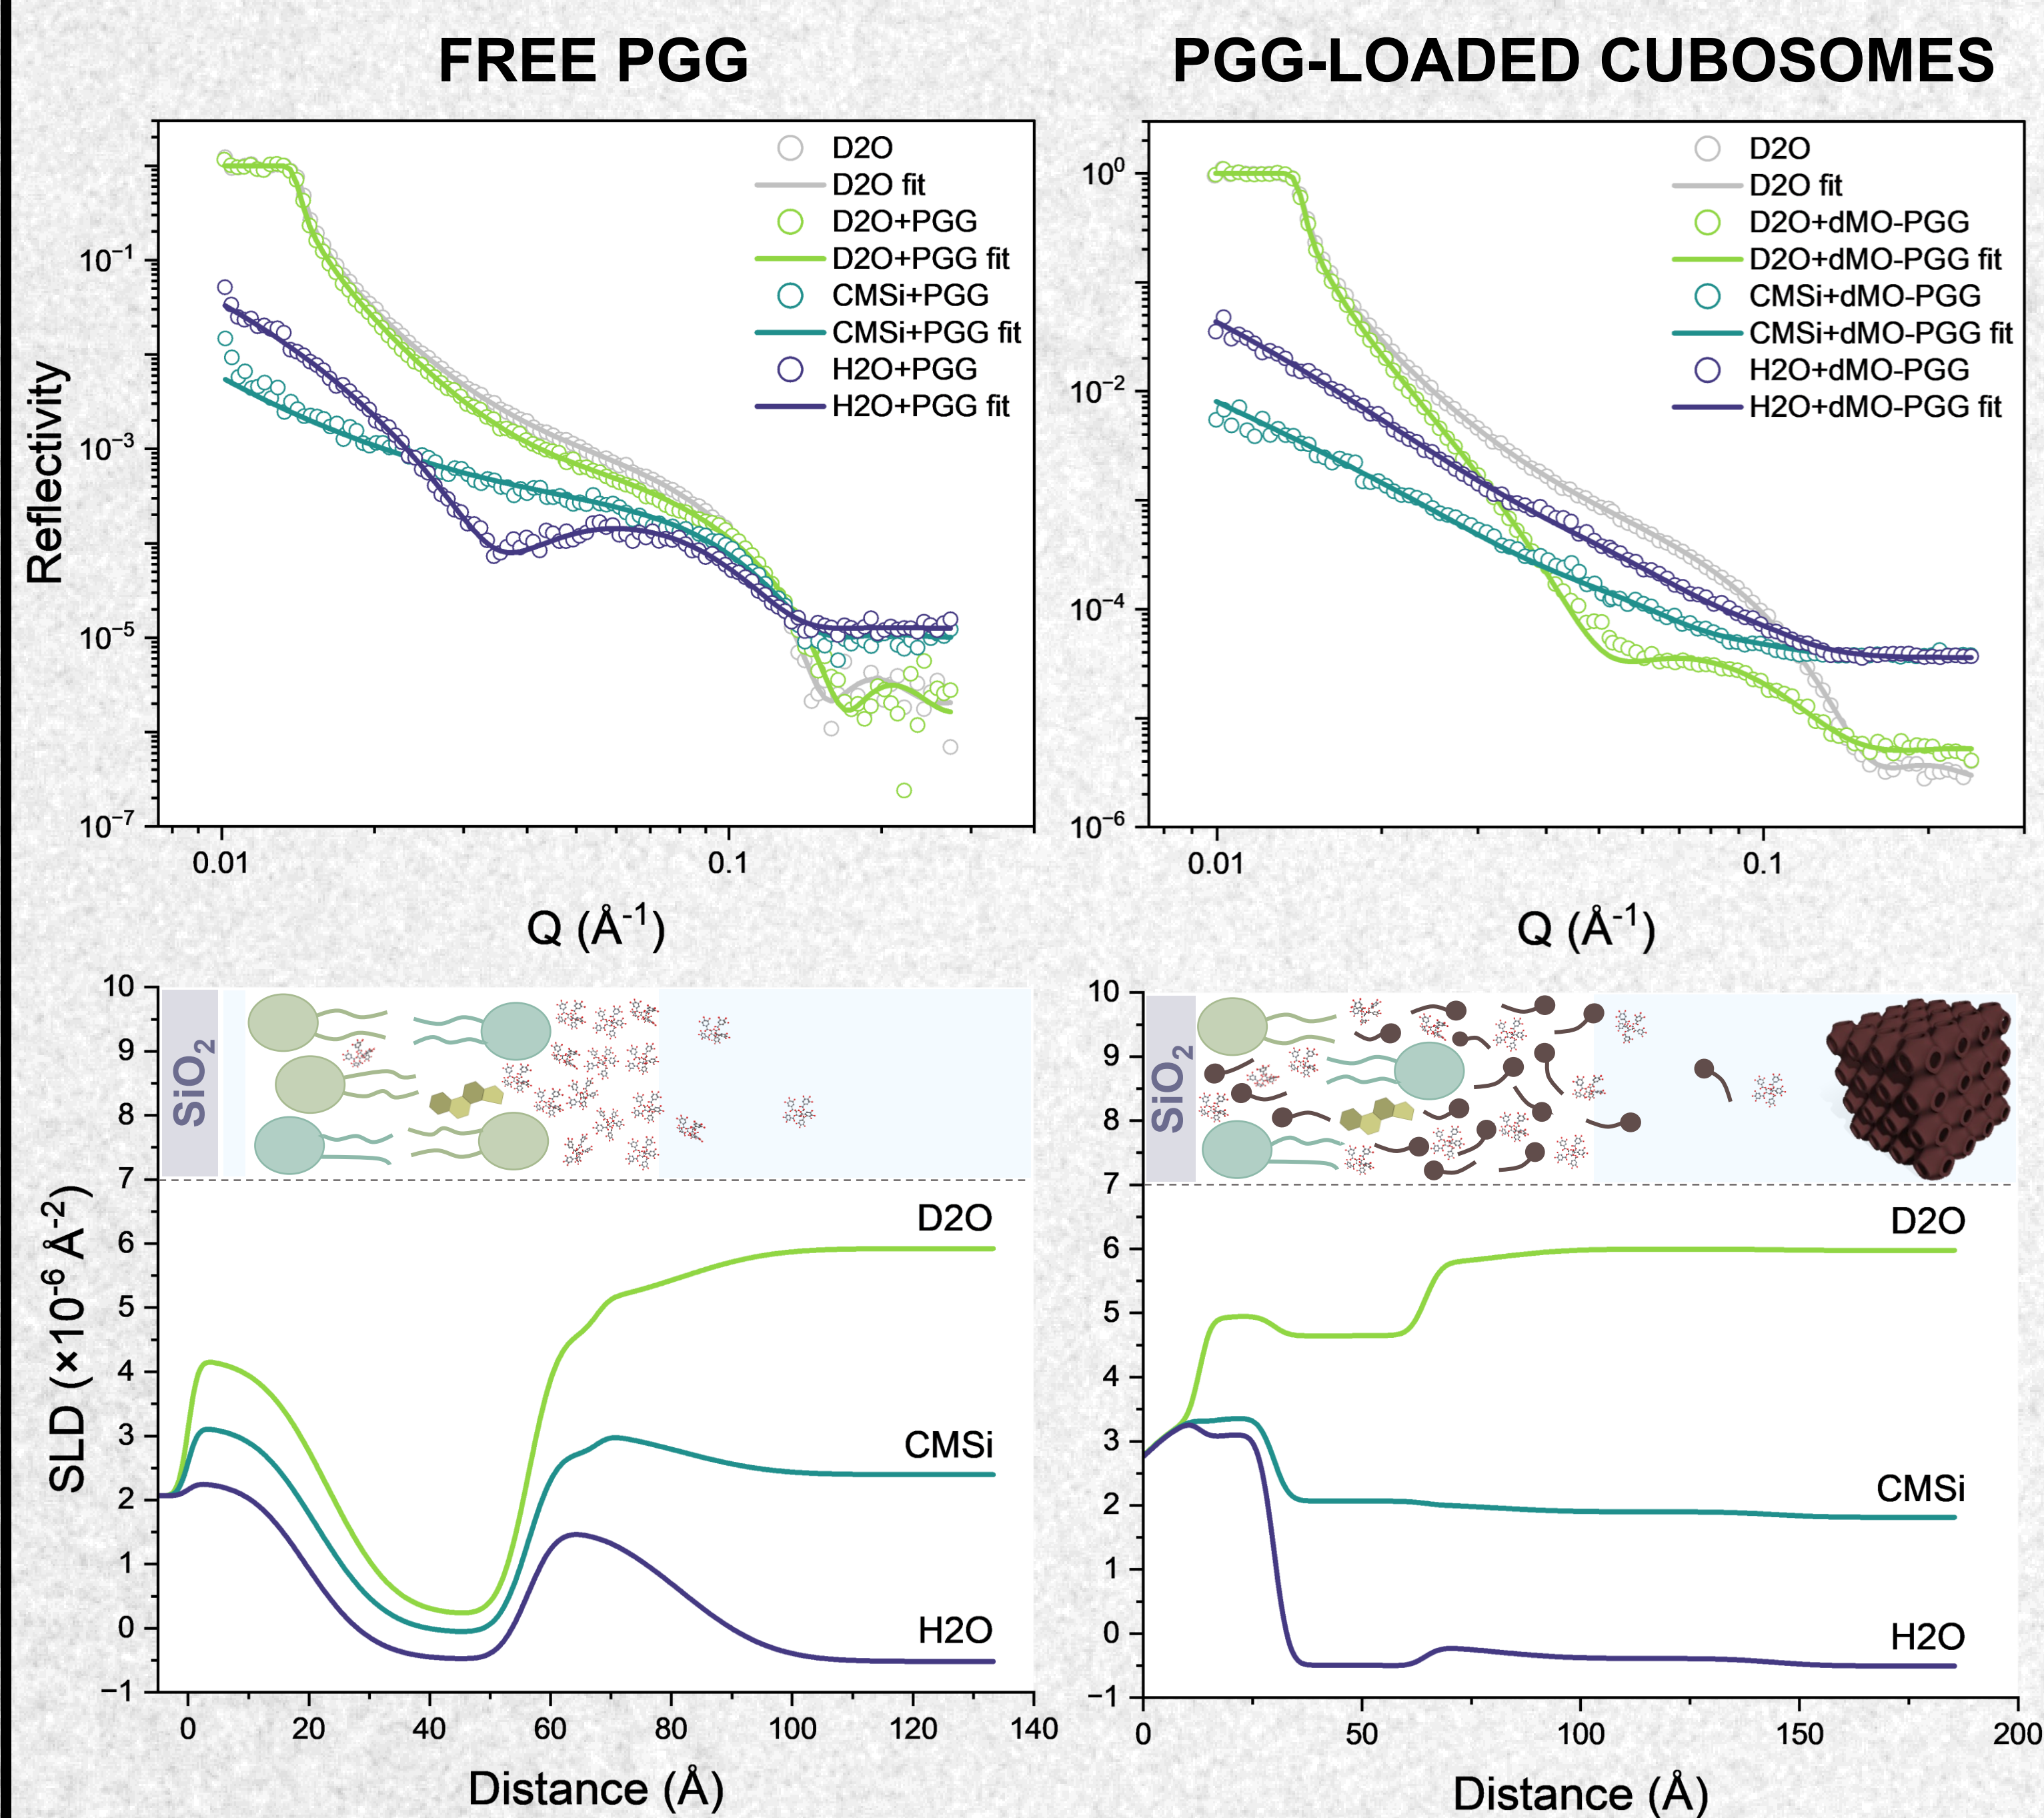 FREE PGG
PGG-LOADED CUBOSOMES
Reflectivity
10⁻¹
10⁻³
10⁻⁵
10⁻⁷
D2O
D2O fit
D2O+PGG
D2O+PGG fit
CMSi+PGG
CMSi+PGG fit
H2O+PGG
H2O+PGG fit
0.01 0.1
Q (Å⁻¹)
10⁰
10⁻²
10⁻⁴
10⁻⁶
D2O
D2O fit
D2O+dMO-PGG
D2O+dMO-PGG fit
CMSi+dMO-PGG
CMSi+dMO-PGG fit
H2O+dMO-PGG
H2O+dMO-PGG fit
0.01 0.1
Q (Å⁻¹)
SLD (×10⁻⁶ Å⁻²)
10
9
8
7
6
5
4
3
2
1
0
−1
SiO₂
D2O
CMSi
H2O
0 20 40 60 80 100 120 140
Distance (Å)
10
9
8
7
6
5
4
3
2
1
0
−1
SiO₂
D2O
CMSi
H2O
0 50 100 150 200
Distance (Å)